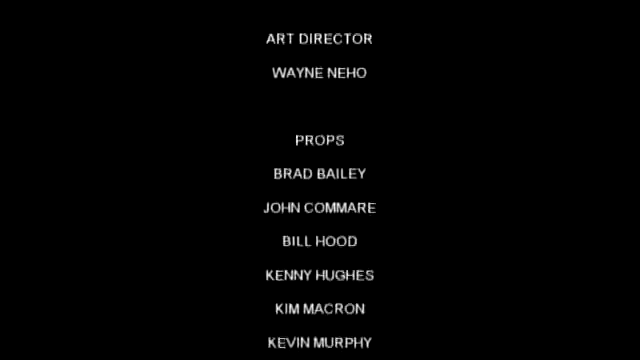 ART DIRECTOR
WAYNE NEHO
PROPS
BRAD BAILEY
JOHN COMMARE
BILL HOOD
KENNY HUGHES
KIM MACRON
KEVIN MURPHY